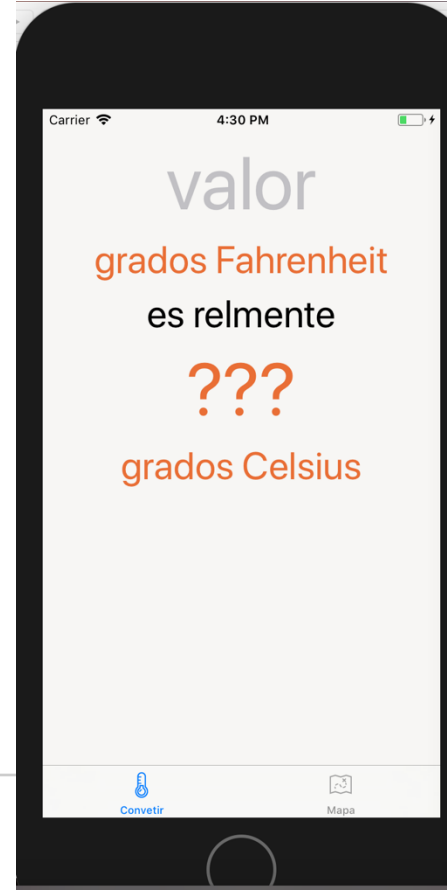 Carrier 4:30 PM
valor
grados Fahrenheit
es relmente
???
grados Celsius
Convetir Mapa